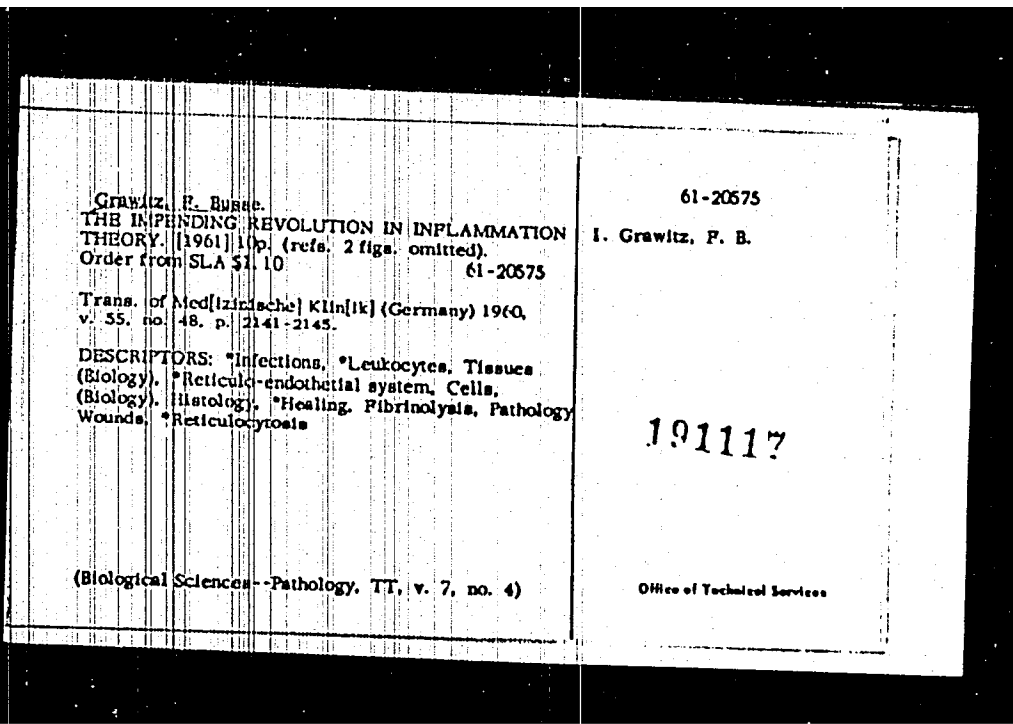 Grawitz, P. Busse.
THE IMPENDING REVOLUTION IN INFLAMMATION
THEORY. [1961] 10p. (refs. 2 figs. omitted).
Order from SLA $1.10 61-20575
Trans. of Med[izinische] Klin[ik] (Germany) 1960,
v. 55, no. 48, p. 2141-2145.
DESCRIPTORS: *Infections, *Leukocytes, Tissues
(Biology), *Reticulo-endothetial system, Cells,
(Biology), Histology, *Healing, Fibrinolysis, Pathology
Wounds, *Reticulocytosis
(Biological Sciences--Pathology, TT, v. 7, no. 4)
61-20575
I. Grawitz, P. B.
191117
Office of Technical Services